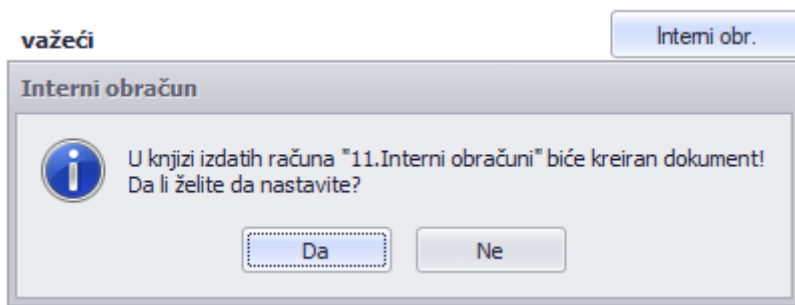 važeći
Interni obr.
Interni obračun
U knjizi izdatih računa "11.Interni obračuni" biće kreiran dokument!
Da li želite da nastavite?
Da
Ne